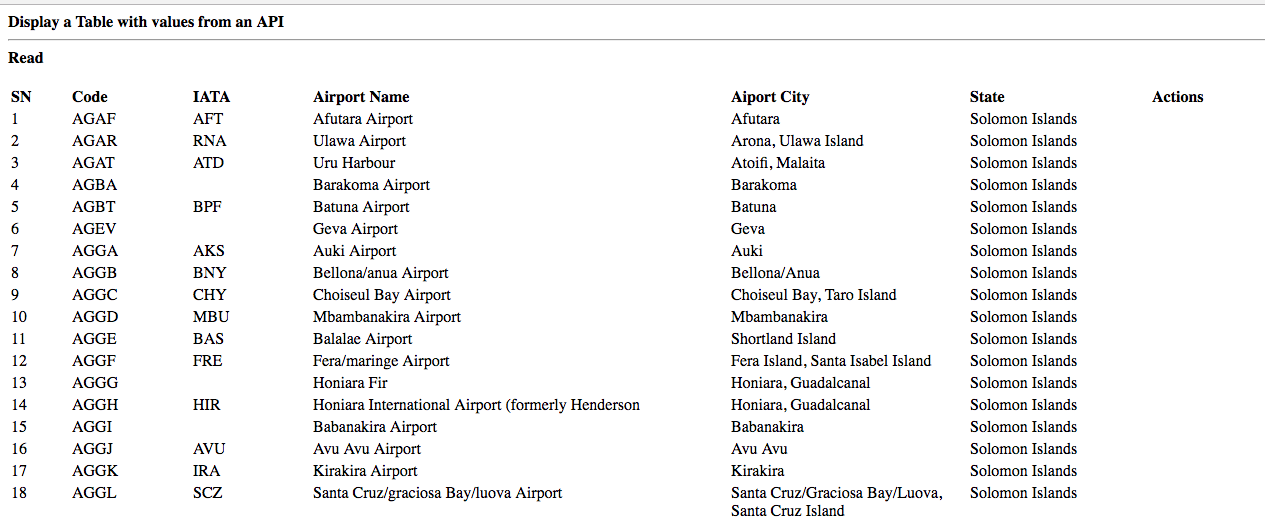 Display a Table with values from an API
Read
SN Code IATA Airport Name Aiport City State Actions
1 AGAF AFT Afutara Airport Afutara Solomon Islands
2 AGAR RNA Ulawa Airport Arona, Ulawa Island Solomon Islands
3 AGAT ATD Uru Harbour Atoifi, Malaita Solomon Islands
4 AGBA Barakoma Airport Barakoma Solomon Islands
5 AGBT BPF Batuna Airport Batuna Solomon Islands
6 AGEV Geva Airport Geva Solomon Islands
7 AGGA AKS Auki Airport Auki Solomon Islands
8 AGGB BNY Bellona/anua Airport Bellona/Anua Solomon Islands
9 AGGC CHY Choiseul Bay Airport Choiseul Bay, Taro Island Solomon Islands
10 AGGD MBU Mbambanakira Airport Mbambanakira Solomon Islands
11 AGGE BAS Balalae Airport Shortland Island Solomon Islands
12 AGGF FRE Fera/maringe Airport Fera Island, Santa Isabel Island Solomon Islands
13 AGGG Honiara Fir Honiara, Guadalcanal Solomon Islands
14 AGGH HIR Honiara International Airport (formerly Henderson Honiara, Guadalcanal Solomon Islands
15 AGGI Babanakira Airport Babanakira Solomon Islands
16 AGGJ AVU Avu Avu Airport Avu Avu Solomon Islands
17 AGGK IRA Kirakira Airport Kirakira Solomon Islands
18 AGGL SCZ Santa Cruz/graciosa Bay/luova Airport Santa Cruz/Graciosa Bay/Luova, Solomon Islands
Santa Cruz Island